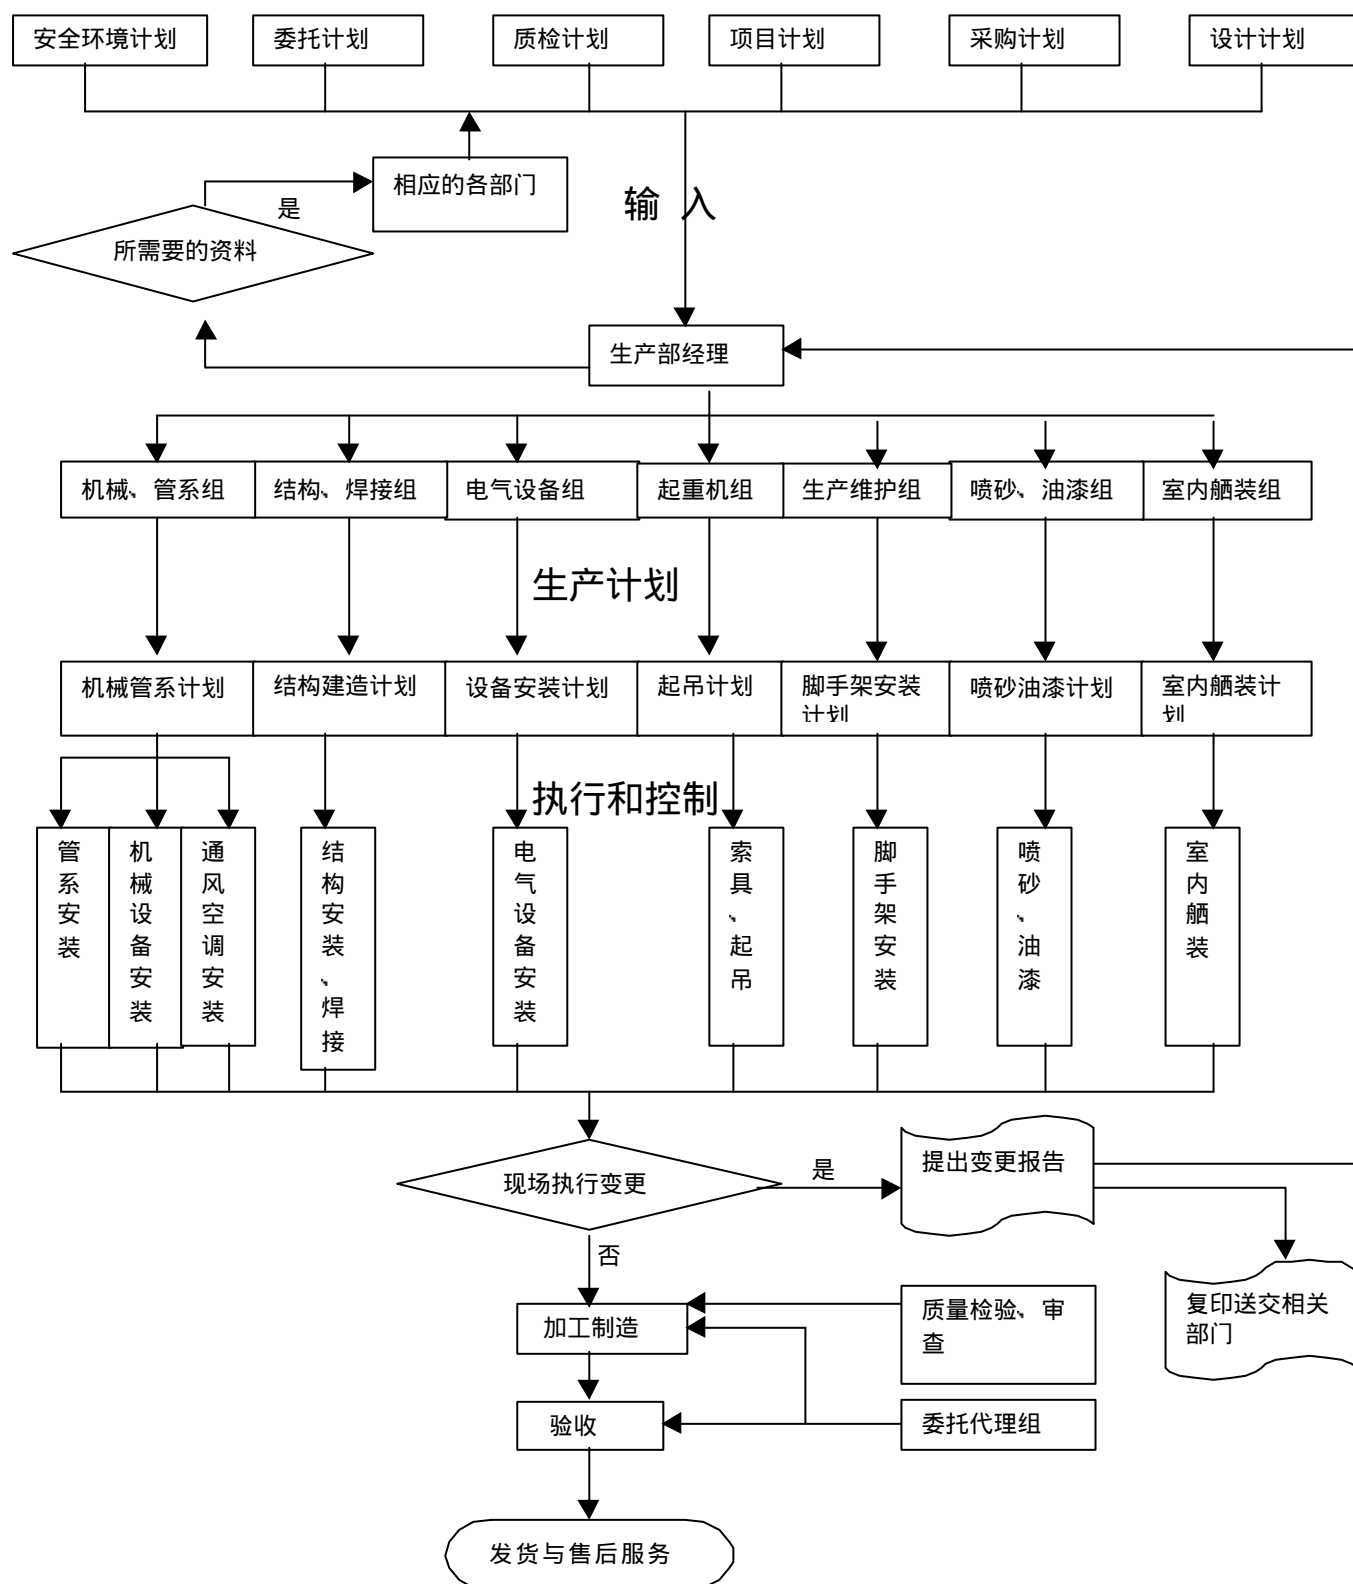 安全环境计划
委托计划
质检计划
项目计划
采购计划
设计计划
相应的各部门
输 入
是
所需要的资料
生产部经理
机械、管系组
结构、焊接组
电气设备组
起重机组
生产维护组
喷砂、油漆组
室内舾装组
生产计划
机械管系计划
结构建造计划
设备安装计划
起吊计划
脚手架安装
计划
喷砂油漆计划
室内舾装计
划
执行和控制
管系安装
机械设备安装
通风空调安装
结构安装、焊接
电气设备安装
索具、起吊
脚手架安装
喷砂、油漆
室内舾装
现场执行变更
是
提出变更报告
否
复印送交相关
部门
加工制造
质量检验、审
查
验收
委托代理组
发货与售后服务